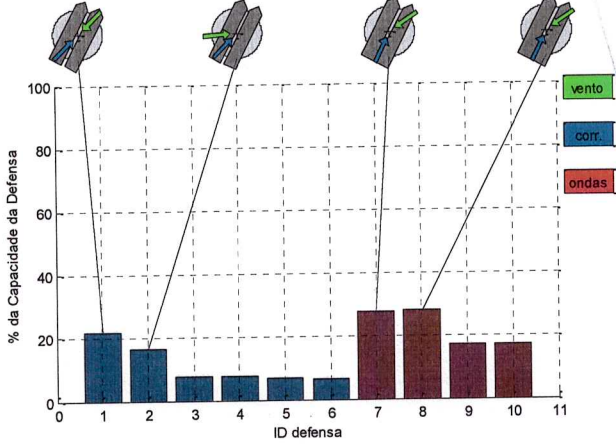 100
80
60
40
20
0
% da Capacidade da Defensa
0 1 2 3 4 5 6 7 8 9 10 11
ID defensa
vento
corr.
ondas